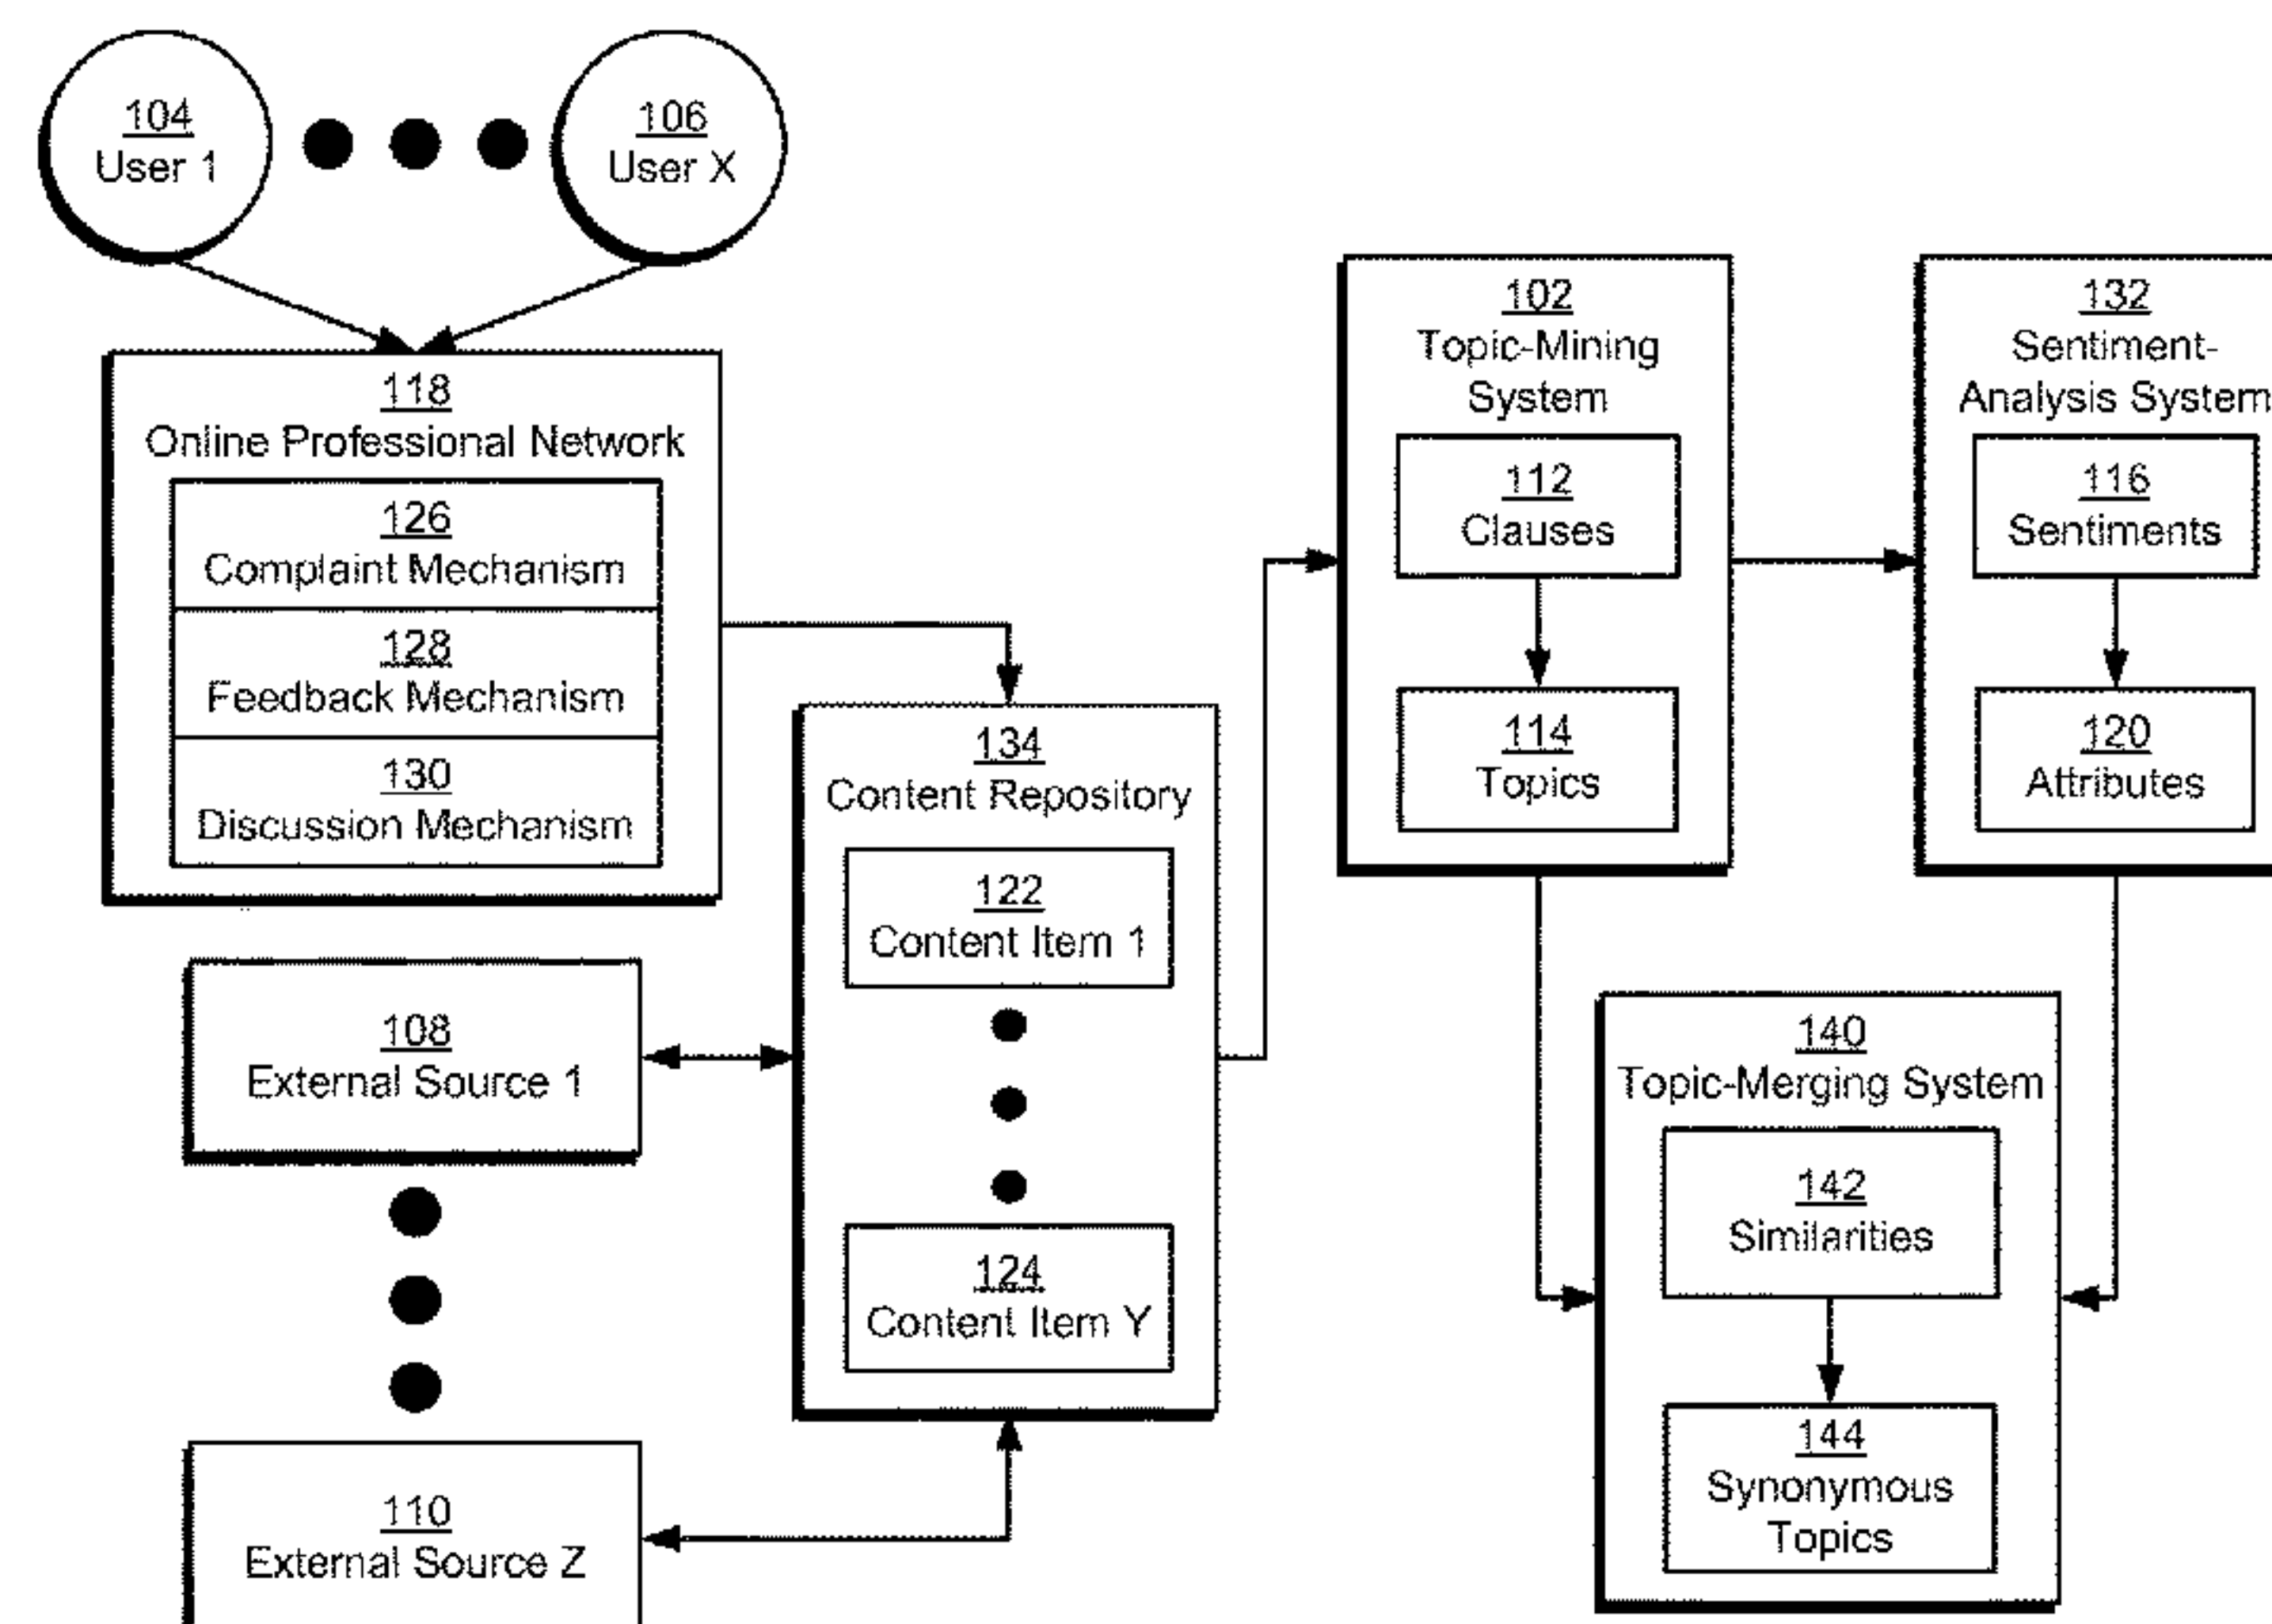 104
User 1
106
User X
118
Online Professional Network
126
Complaint Mechanism
128
Feedback Mechanism
130
Discussion Mechanism
108
External Source 1
110
External Source Z
134
Content Repository
122
Content Item 1
124
Content Item Y
102
Topic-Mining
System
112
Clauses
114
Topics
132
Sentiment-
Analysis System
116
Sentiments
120
Attributes
140
Topic-Merging System
142
Similarities
144
Synonymous
Topics